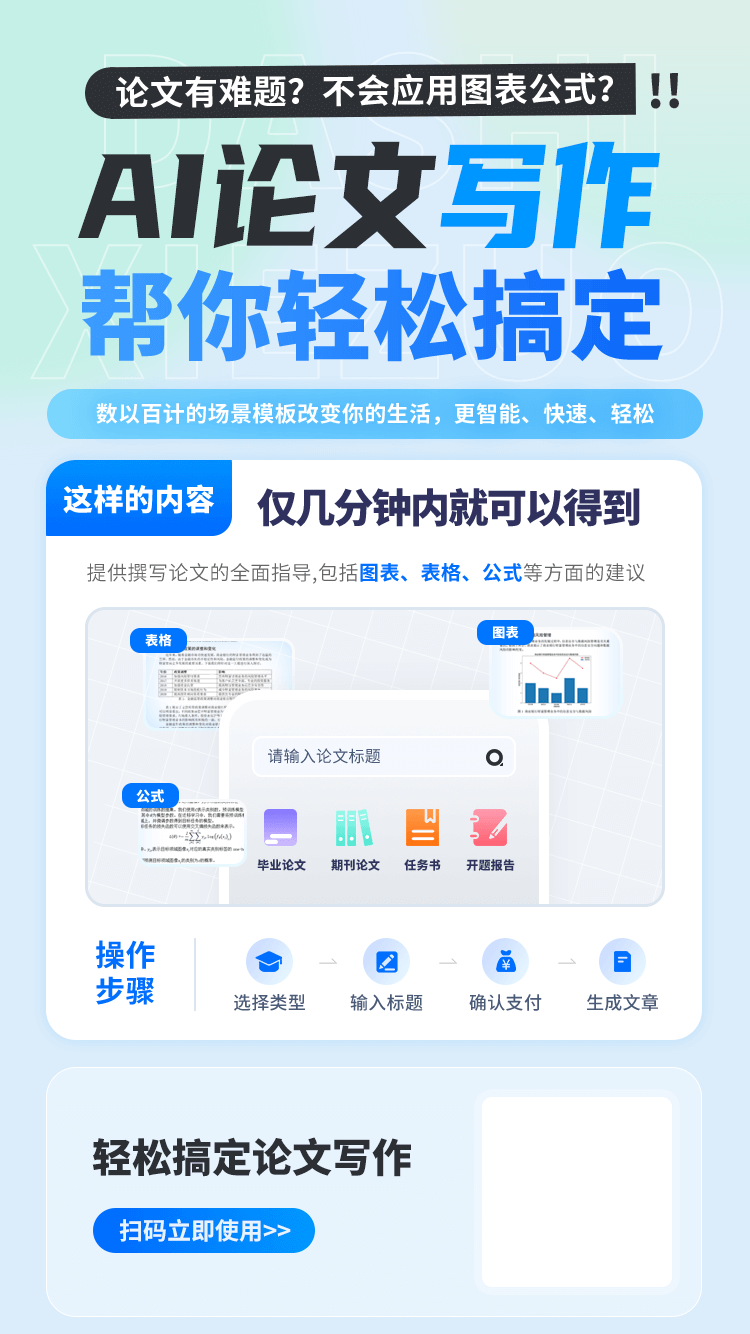 DASHI
XIEZUO
论文有难题？不会应用图表公式？!!
AI论文写作
帮你轻松搞定
数以百计的场景模板改变你的生活，更智能、快速、轻松
这样的内容
仅几分钟内就可以得到
提供撰写论文的全面指导,包括图表、表格、公式等方面的建议
表格
图表
公式
请输入论文标题
毕业论文
期刊论文
任务书
开题报告
操作
步骤
选择类型
输入标题
确认支付
生成文章
轻松搞定论文写作
扫码立即使用>>